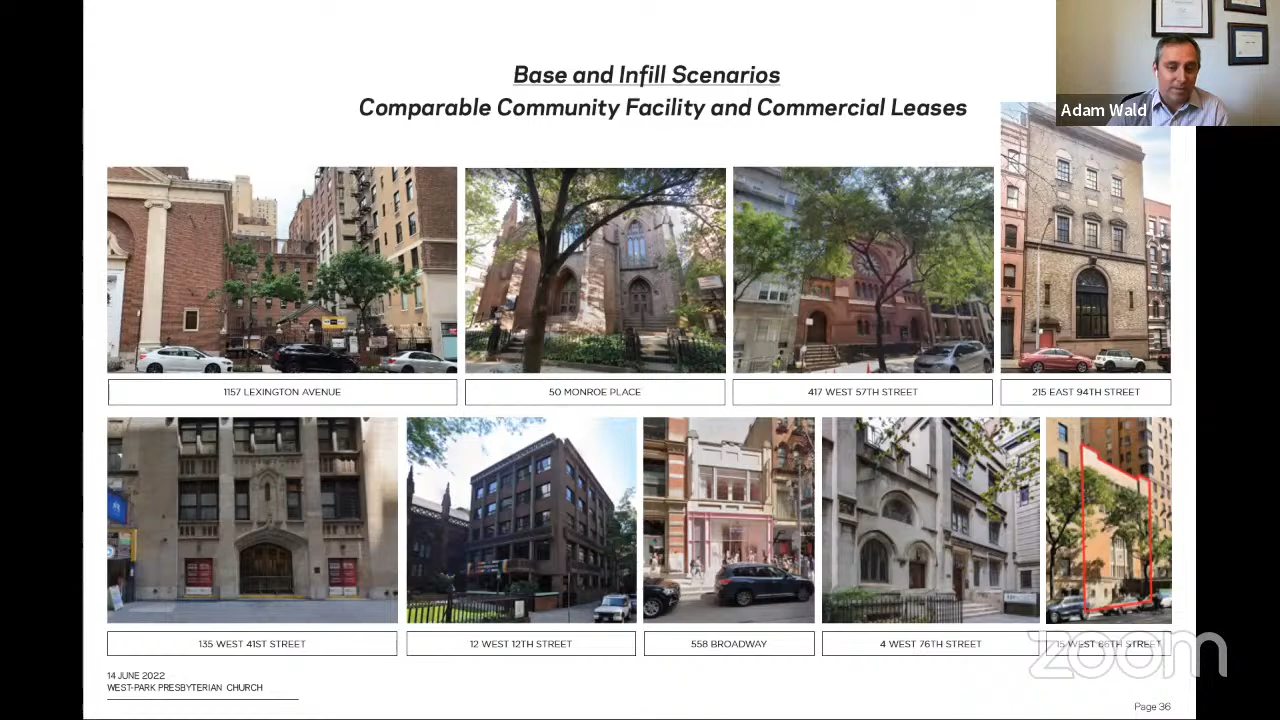 Base and Infill Scenarios
Comparable Community Facility and Commercial Leases
Adam Wald
1157 LEXINGTON AVENUE
50 MONROE PLACE
417 WEST 57TH STREET
215 EAST 94TH STREET
135 WEST 41ST STREET
12 WEST 12TH STREET
558 BROADWAY
4 WEST 76TH STREET
15 WEST 86TH STREET
zoom
14 JUNE 2022
WEST-PARK PRESBYTERIAN CHURCH
Page 36